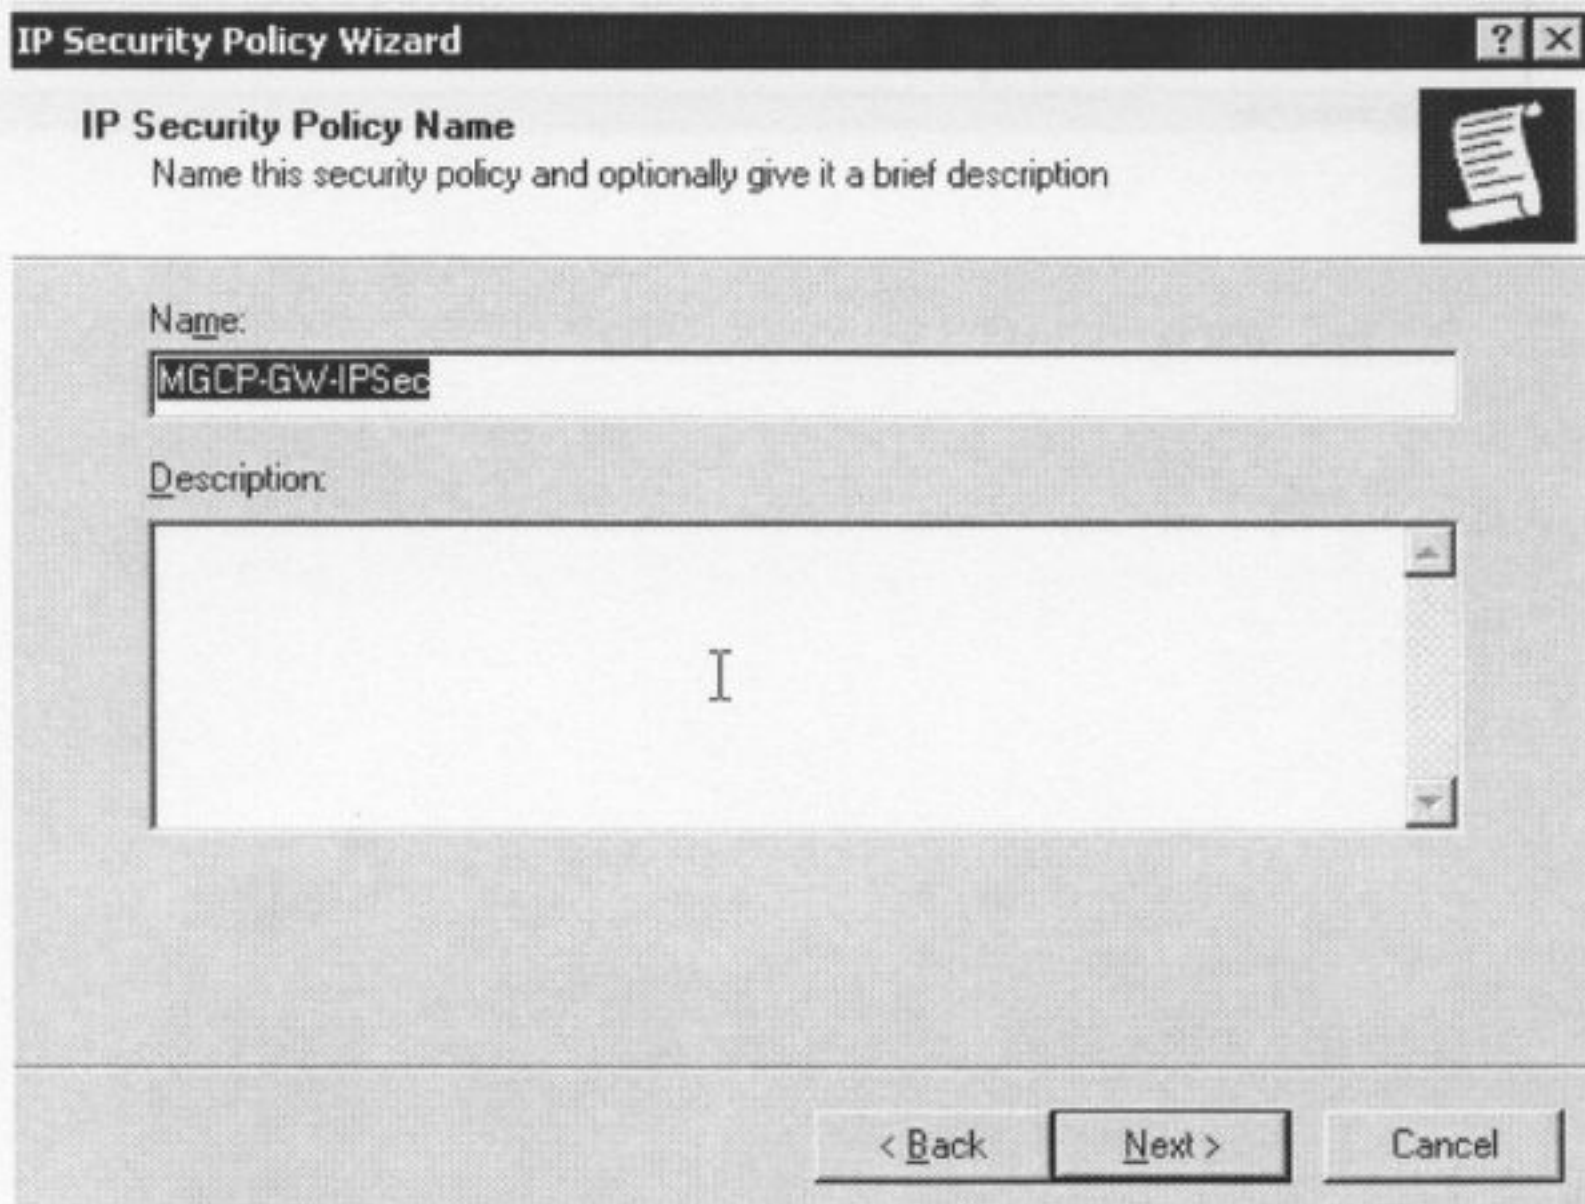 IP Security Policy Wizard
IP Security Policy Name
Name this security policy and optionally give it a brief description
Name:
MGCP-GW-IPSec
Description:
< Back
Next >
Cancel